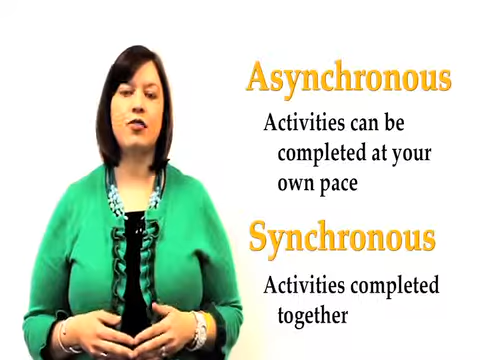 Asynchronous
Activities can be
completed at your
own pace
Synchronous
Activities completed
together